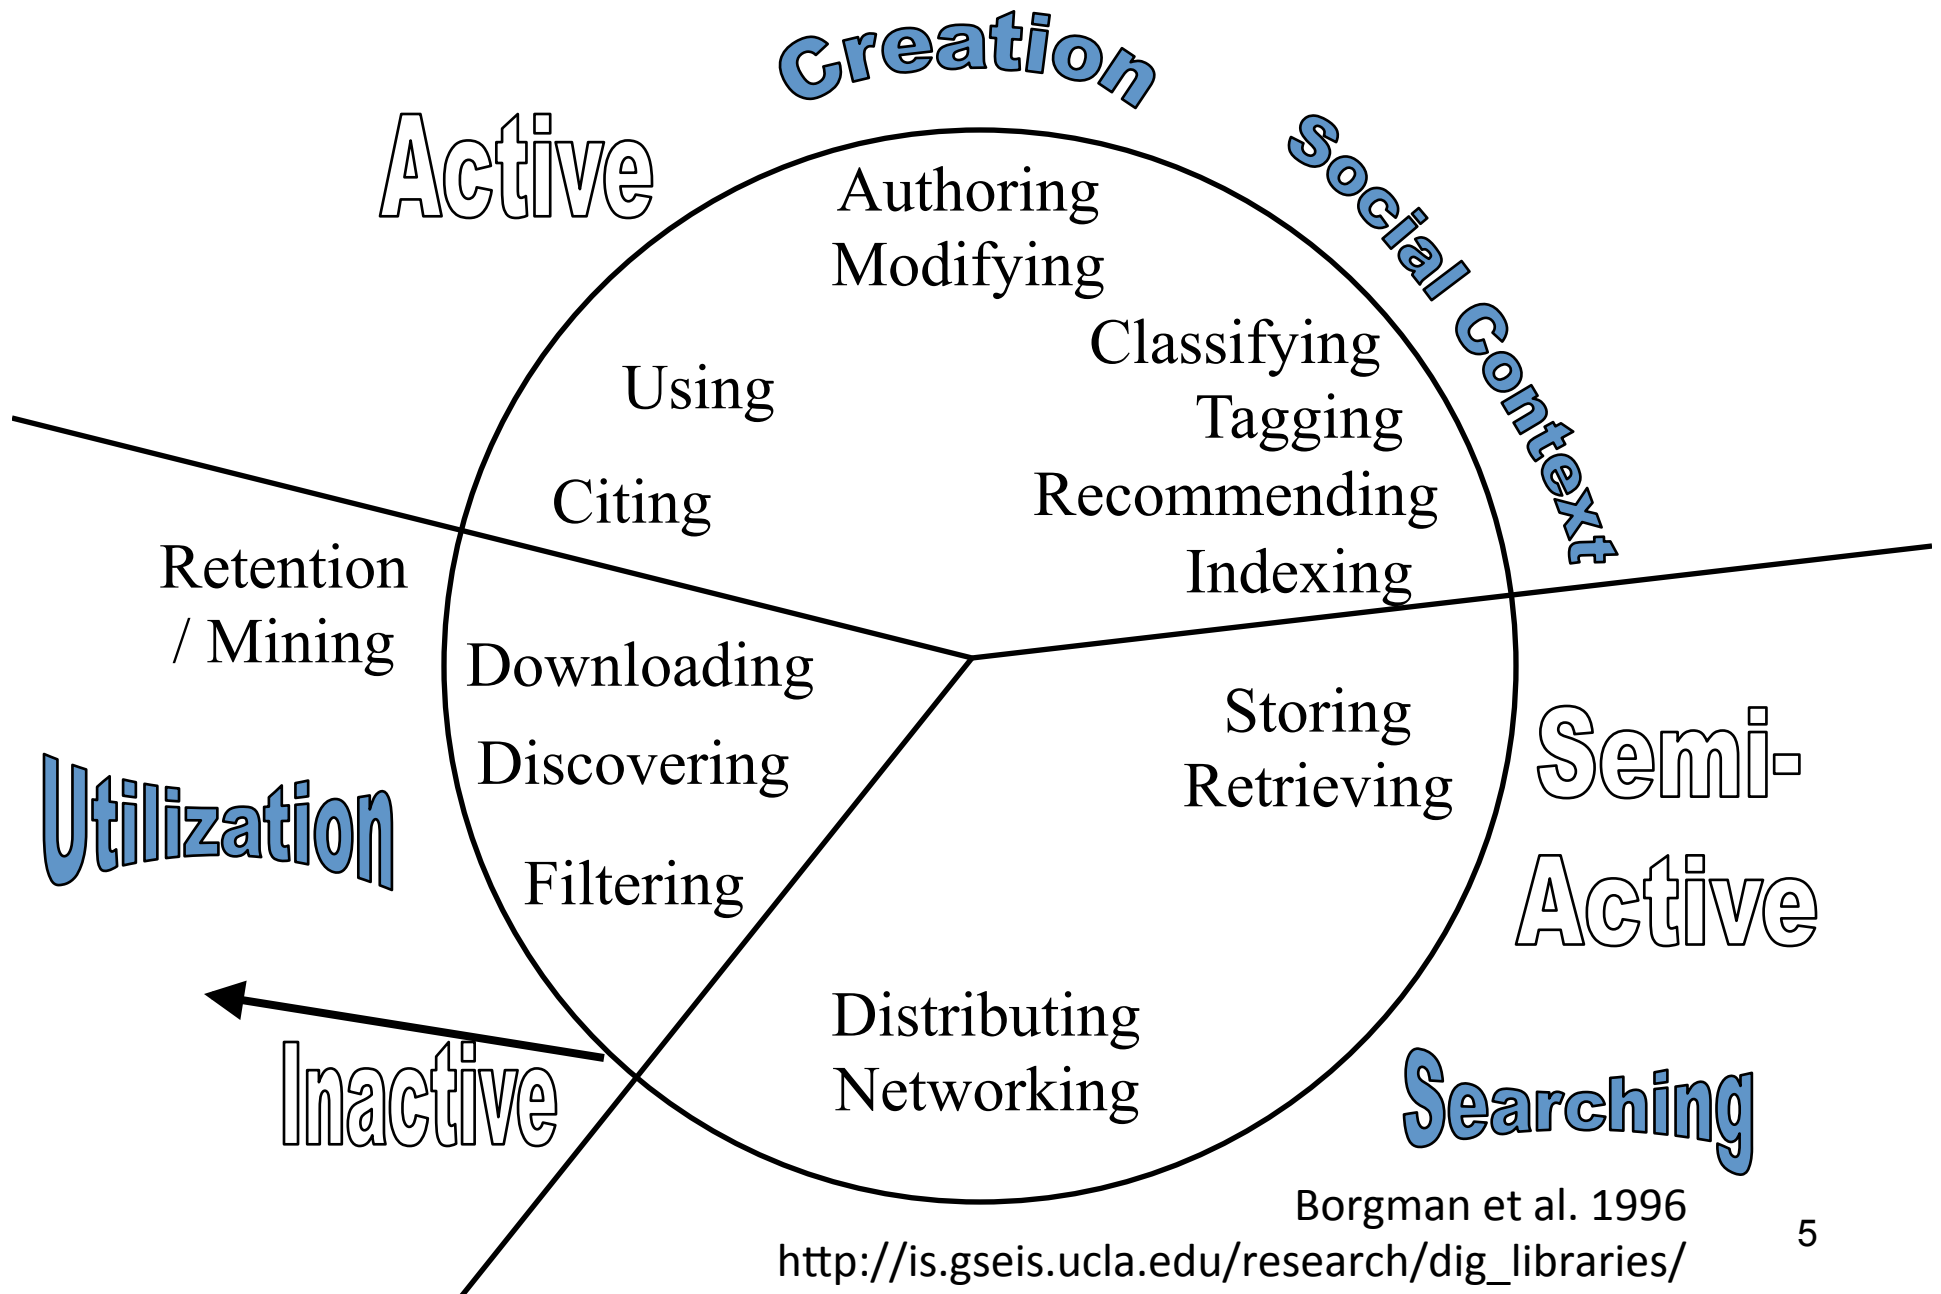 Creation
Active
Social Context
Authoring
Modifying
Classifying
Tagging
Recommending
Indexing
Using
Citing
Retention
/ Mining
Downloading
Discovering
Filtering
Utilization
Inactive
Storing
Retrieving
Semi-
Active
Distributing
Networking
Searching
Borgman et al. 1996
http://is.gseis.ucla.edu/research/dig_libraries/
5